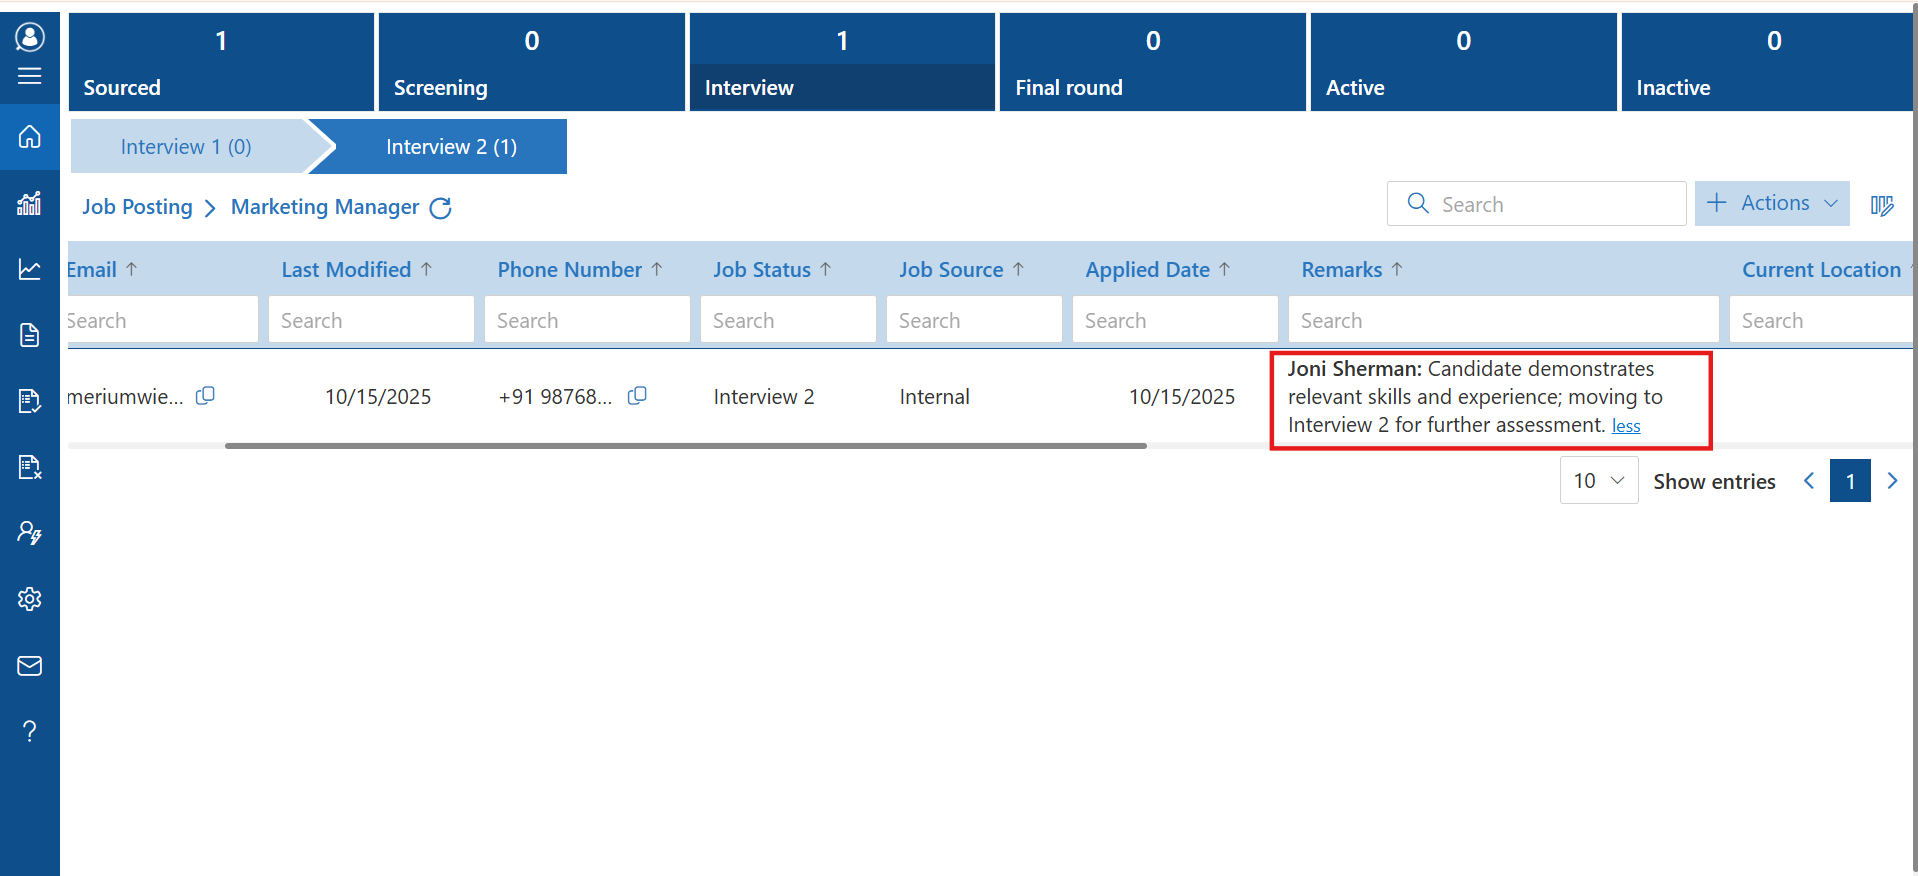 1 0 1 0 0 0
Sourced Screening Interview Final round Active Inactive
Interview 1 (0) Interview 2 (1)
Job Posting > Marketing Manager Search + Actions
Email ↑ Last Modified ↑ Phone Number ↑ Job Status ↑ Job Source ↑ Applied Date ↑ Remarks ↑ Current Location
Search Search Search Search Search Search Search Search
meriumwie... 10/15/2025 +91 98768... Interview 2 Internal 10/15/2025
Joni Sherman: Candidate demonstrates
relevant skills and experience; moving to
Interview 2 for further assessment. less
10 Show entries < 1 >
?